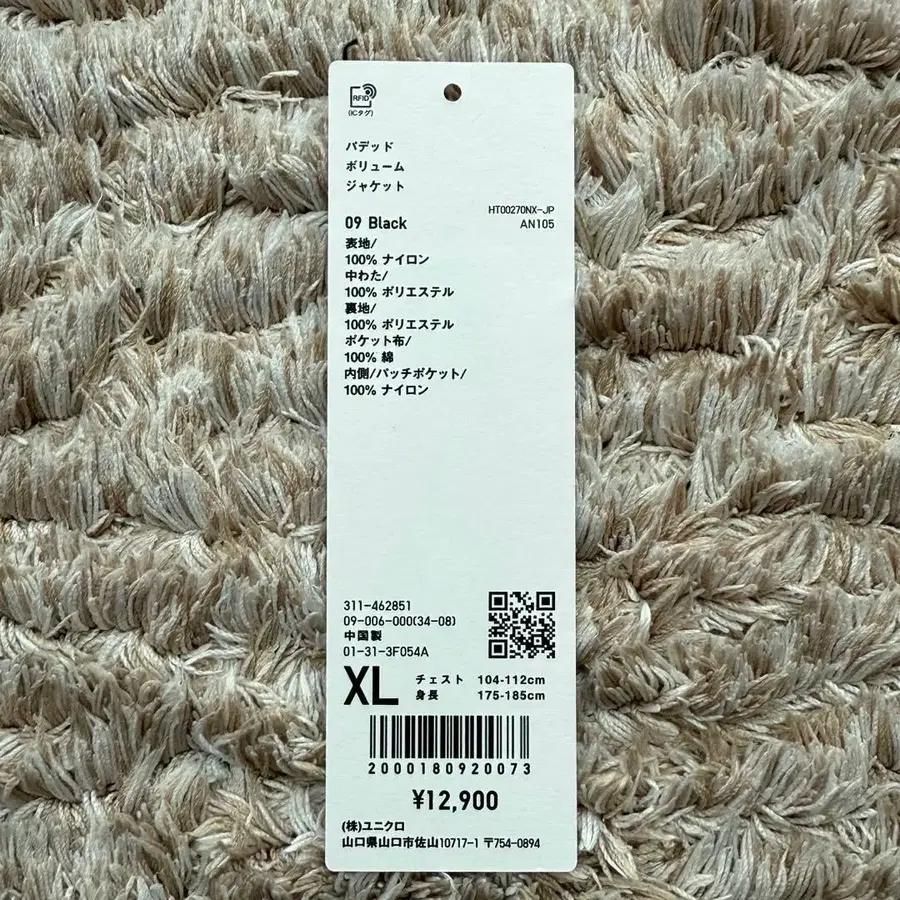 RFID
(ICタグ)
パデッド
ボリューム
ジャケット
HT00270NX-JP
09 Black AN105
表地/
100% ナイロン
中わた/
100% ポリエステル
裏地/
100% ポリエステル
ポケット布/
100% 綿
内側/パッチポケット/
100% ナイロン
311-462851
09-006-000(34-08)
中国製
01-31-3F054A
XL チェスト 104-112cm
身長 175-185cm
2000180920073
¥12,900
(株)ユニクロ
山口県山口市佐山10717-1 〒754-0894